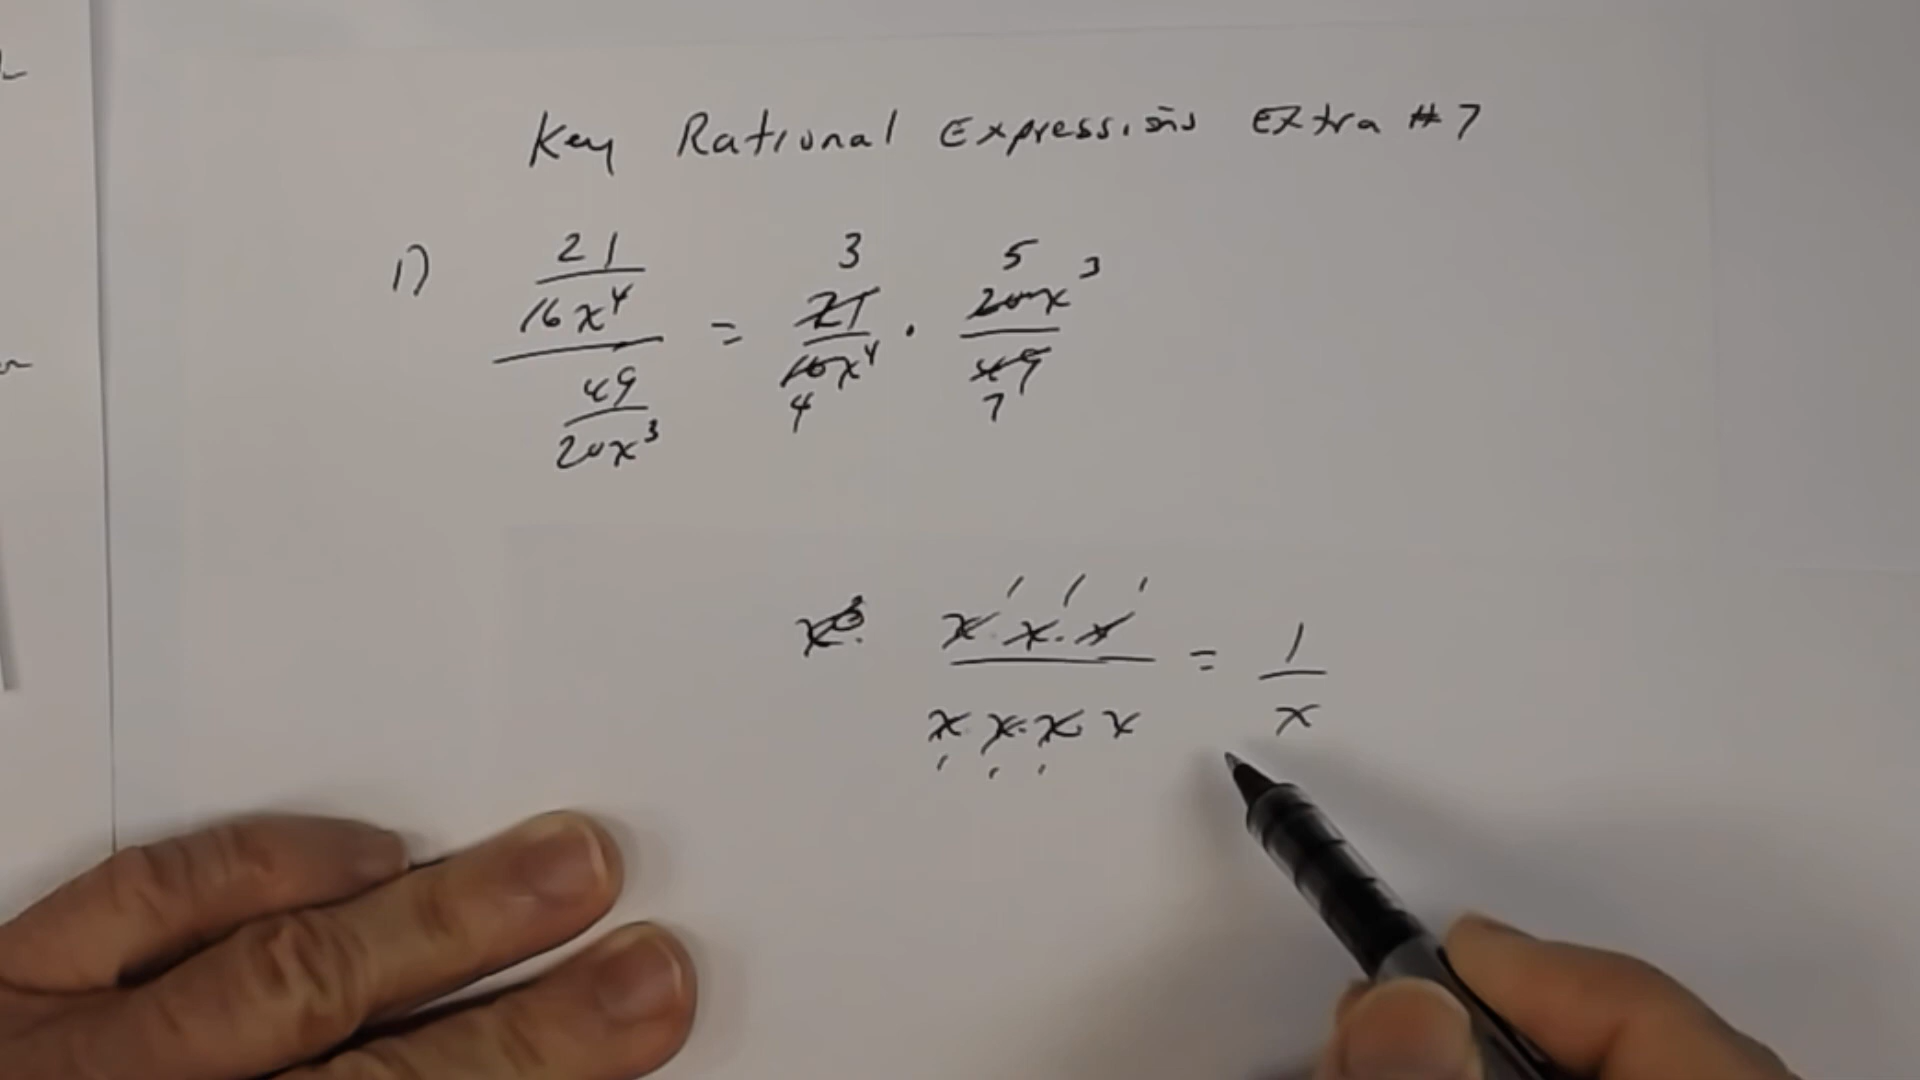 Key Rational Expressions Extra #7
1) 21/16x⁴ / 49/20x³ = 3 21/16x⁴ 4 · 5 20x³/49 7
x³ x·x·x/x·x·x·x = 1/x